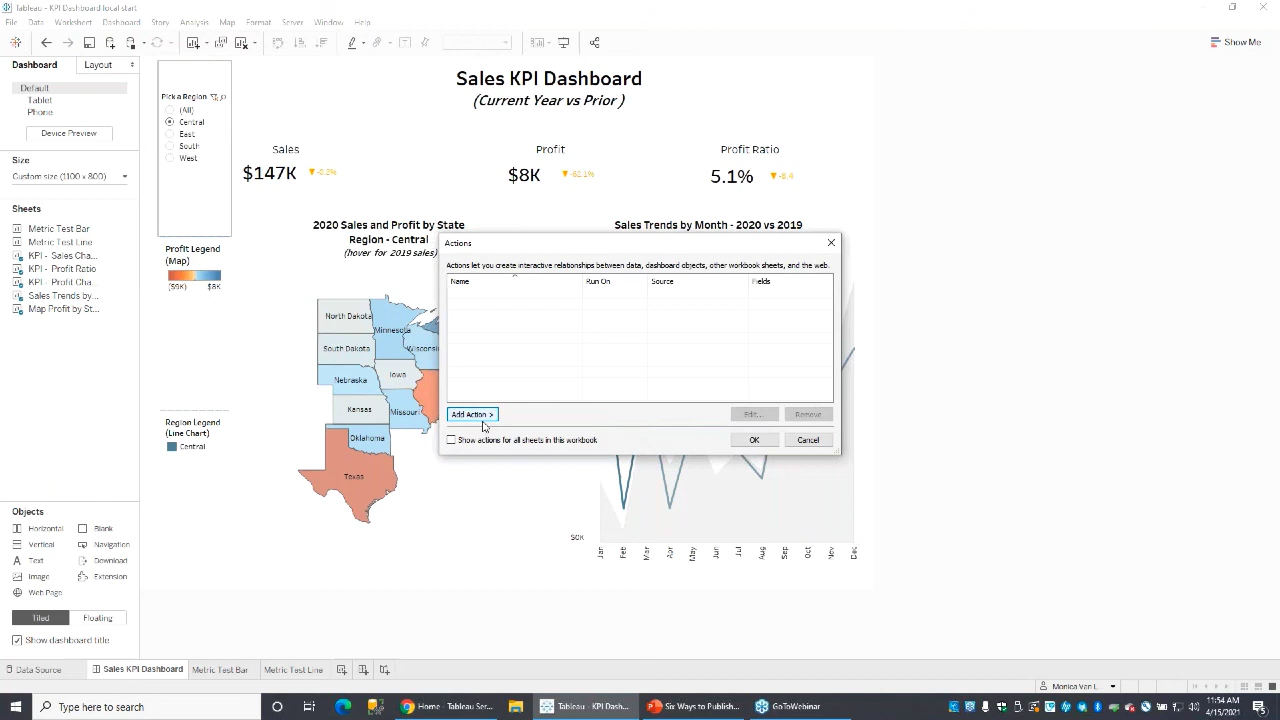 Tableau - KPI Dashboard local start
File Data Worksheet Dashboard Story Analysis Map Format Server Window Help
Show Me
Dashboard Layout
Default
Tablet
Phone
Device Preview
Size
Custom size (1100 x 800)
Sheets
Metric Test Bar
Metric Test Line
KPI - Sales Cha...
KPI - Profit Ratio
KPI - Profit Cha...
Sales Trends by...
Map Profit by St...
Objects
Horizontal Blank
Vertical Navigation
Text Download
Image Extension
Web Page
Tiled Floating
Show dashboard title
Pick a Region
(All)
Central
East
South
West
Profit Legend
(Map)
($9K) $8K
Region Legend
(Line Chart)
Central
Sales KPI Dashboard
(Current Year vs Prior )
Sales Profit Profit Ratio
$147K ▼-0.2% $8K ▼-62.1% 5.1% ▼-8.4
2020 Sales and Profit by State
Region - Central
(hover for 2019 sales)
Sales Trends by Month - 2020 vs 2019
North Dakota
Minnesota
South Dakota
Wisconsin
Nebraska
Iowa
Kansas
Missouri
Oklahoma
Texas
$0K
Jan Feb Mar Apr May Jun Jul Aug Sep Oct Nov Dec
Actions
Actions let you create interactive relationships between data, dashboard objects, other workbook sheets, and the web.
Name Run On Source Fields
Add Action > Edit... Remove
Show actions for all sheets in this workbook OK Cancel
Data Source Sales KPI Dashboard Metric Test Bar Metric Test Line
Monica Van L
Type here to search
Home - Tableau Ser... Tableau - KPI Dash... Six Ways to Publish... GoToWebinar
11:54 AM
4/15/2021